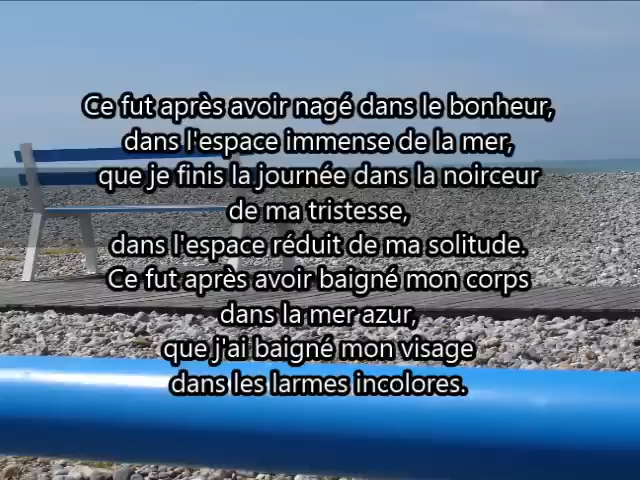 Ce fut après avoir nagé dans le bonheur,
dans l'espace immense de la mer,
que je finis la journée dans la noirceur
de ma tristesse,
dans l'espace réduit de ma solitude.
Ce fut après avoir baigné mon corps
dans la mer azur,
que j'ai baigné mon visage
dans les larmes incolores.